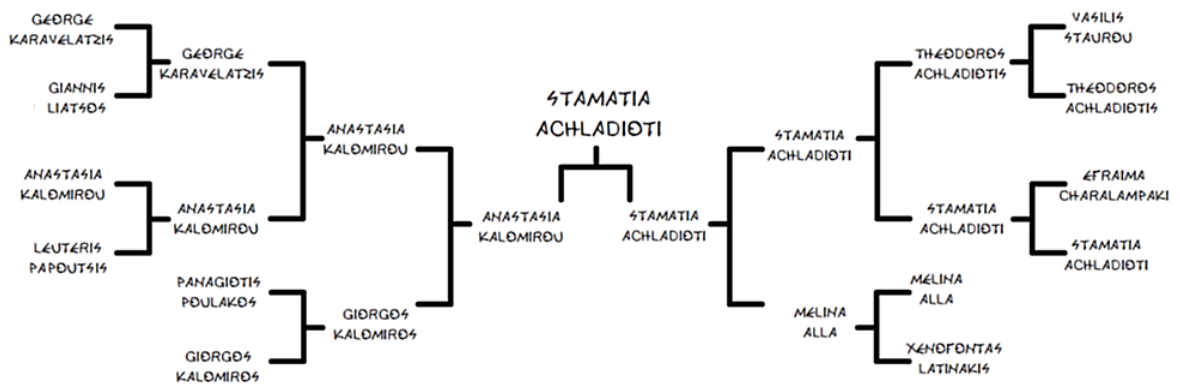 GEORGE
KARAVELATZIS
GIANNIS
LIATSOS
ANASTASIA
KALOMIROU
LEUTERIS
PAPOUTSIS
GEORGE
KARAVELATZIS
ANASTASIA
KALOMIROU
PANAGIOTIS
POULAKOS
GIORGOS
KALOMIROS
ANASTASIA
KALOMIROU
GIORGOS
KALOMIROS
ANASTASIA
KALOMIROU
STAMATIA
ACHLADIOTI
STAMATIA
ACHLADIOTI
STAMATIA
ACHLADIOTI
MELINA
ALLA
THEODOROS
ACHLADIOTIS
STAMATIA
ACHLADIOTI
MELINA
ALLA
XENOFONTAS
LATINAKIS
VASILIS
STAUROU
THEODOROS
ACHLADIOTIS
EFRAIMA
CHARALAMPAKI
STAMATIA
ACHLADIOTI